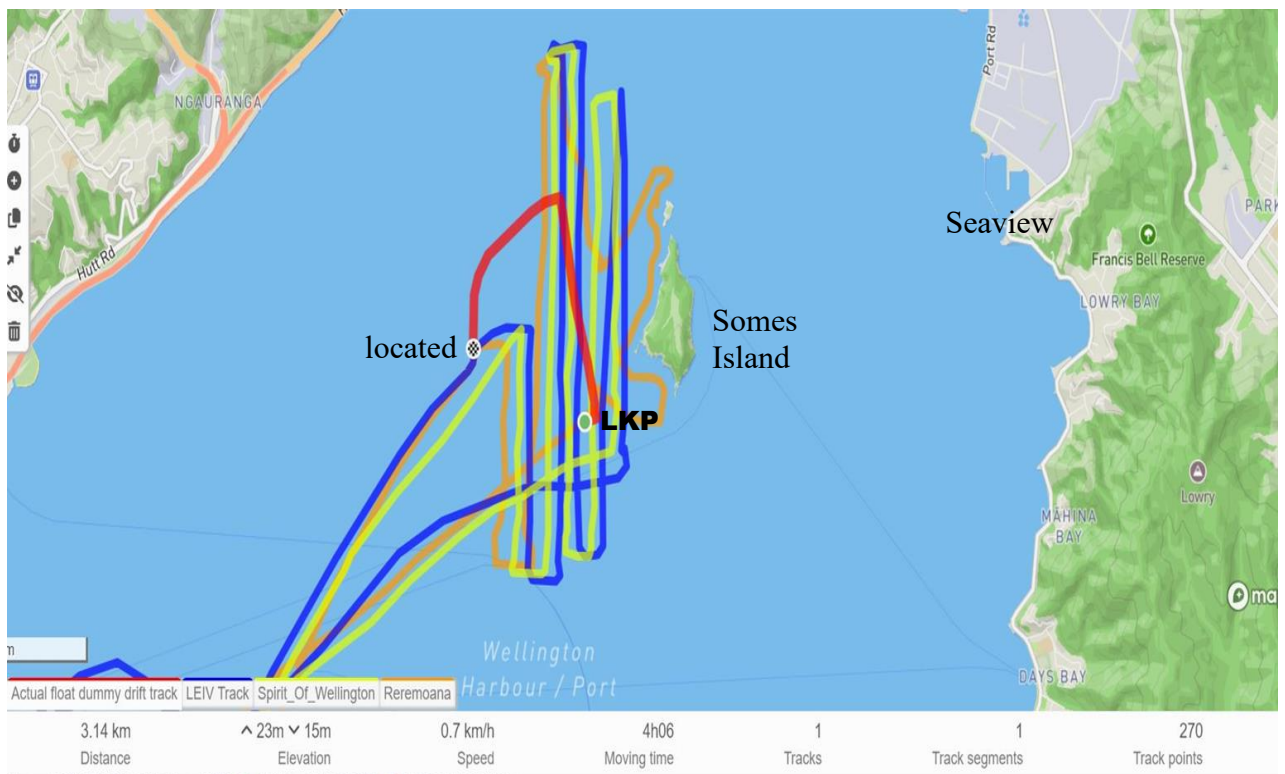 NGAURANGA
Port Rd
Hutt Rd
Seaview
PARK
Francis Bell Reserve
LOWRY BAY
located
Somes
Island
LKP
Lowry
MĀHINA
BAY
ma
m
Wellington
Harbour / Port
DAYS BAY
Actual float dummy drift track LEIV Track Spirit_Of_Wellington Reremoana
3.14 km 23m 15m 0.7 km/h 4h06 1 1 270
Distance Elevation Speed Moving time Tracks Track segments Track points